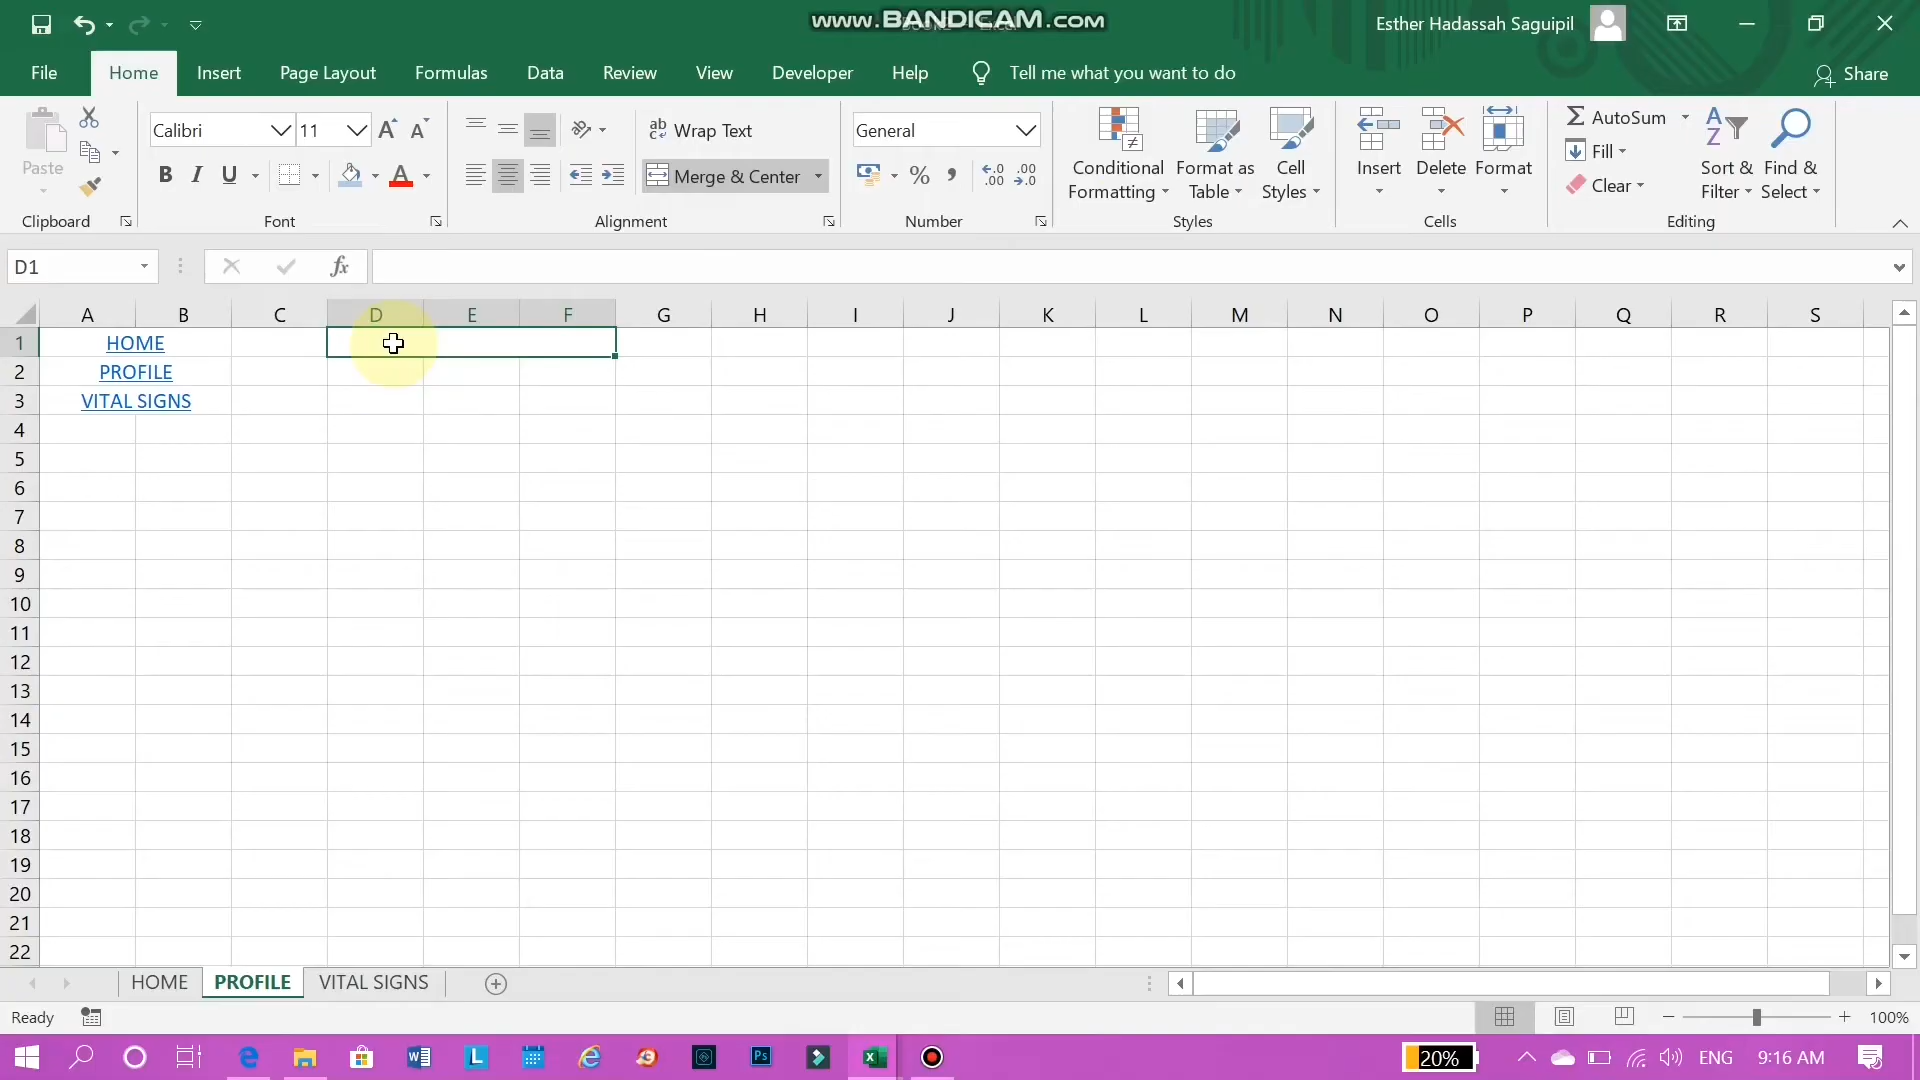 www.BANDICAM.com
Esther Hadassah Saguipil
File Home Insert Page Layout Formulas Data Review View Developer Help Tell me what you want to do Share
Paste
Clipboard
Calibri 11
B I U
Font
Wrap Text
Merge & Center
Alignment
General
% ,
Number
Conditional Formatting
Format as Table
Cell Styles
Styles
Insert Delete Format
Cells
AutoSum
Fill
Clear
Sort & Filter
Find & Select
Editing
D1 fx
A B C D E F G H I J K L M N O P Q R S
1 HOME
2 PROFILE
3 VITAL SIGNS
4
5
6
7
8
9
10
11
12
13
14
15
16
17
18
19
20
21
22
HOME PROFILE VITAL SIGNS
Ready 100%
20% ENG 9:16 AM